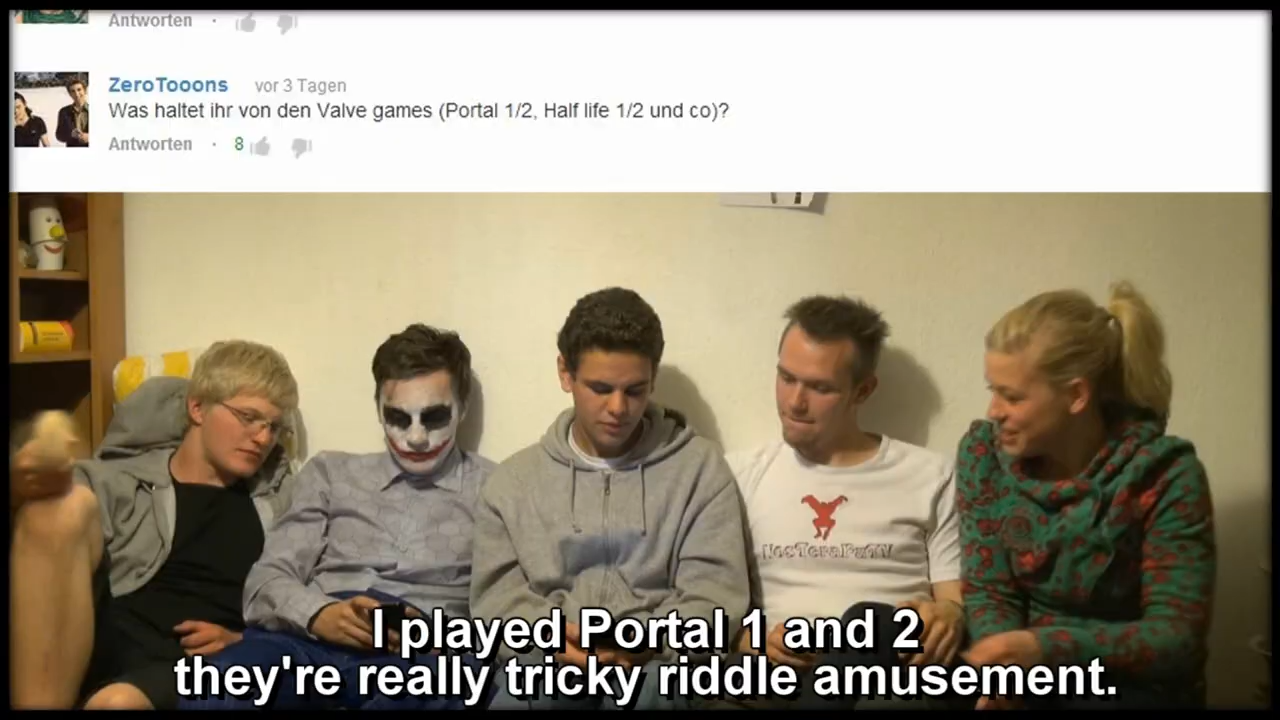 Antworten ·
ZeroTooons vor 3 Tagen
Was haltet ihr von den Valve games (Portal 1/2, Half life 1/2 und co)?
Antworten · 8
I played Portal 1 and 2
they're really tricky riddle amusement.